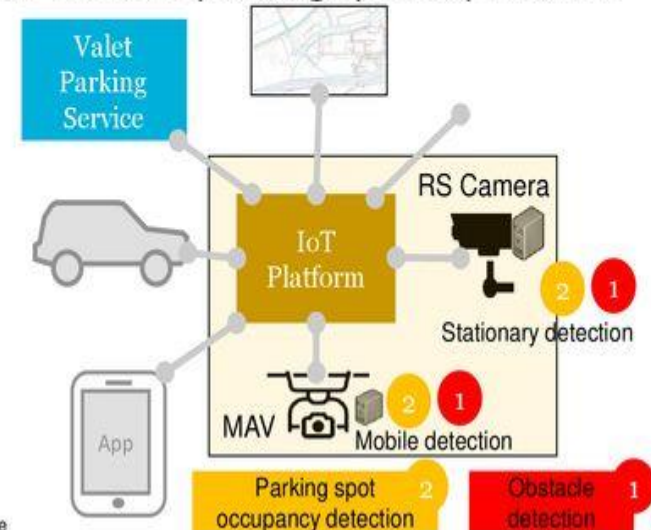 Valet
Parking
Service
RS Camera
IoT
Platform
2
1
Stationary detection
App
MAV
2
1
Mobile detection
Parking spot
occupancy detection
2
Obstacle
detection
1